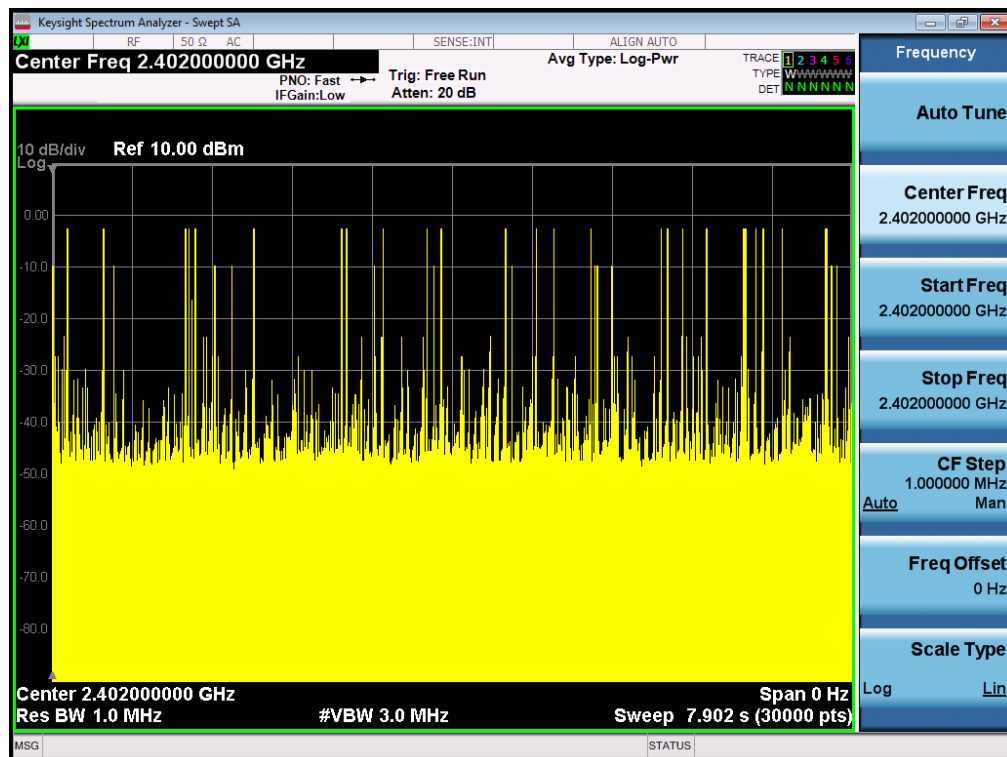 Keysight Spectrum Analyzer - Swept SA
LXI RF 50 Ω AC SENSE:INT ALIGN AUTO
Center Freq 2.402000000 GHz
PNO: Fast
IFGain:Low
Trig: Free Run
Atten: 20 dB
Avg Type: Log-Pwr
TRACE 1 2 3 4 5 6
TYPE W W W W W W
DET N N N N N N
10 dB/div Ref 10.00 dBm
Log
0.00
-10.0
-20.0
-30.0
-40.0
-50.0
-60.0
-70.0
-80.0
Center 2.402000000 GHz Span 0 Hz
Res BW 1.0 MHz #VBW 3.0 MHz Sweep 7.902 s (30000 pts)
MSG STATUS
Frequency
Auto Tune
Center Freq
2.402000000 GHz
Start Freq
2.402000000 GHz
Stop Freq
2.402000000 GHz
CF Step
1.000000 MHz
Auto Man
Freq Offset
0 Hz
Scale Type
Log Lin